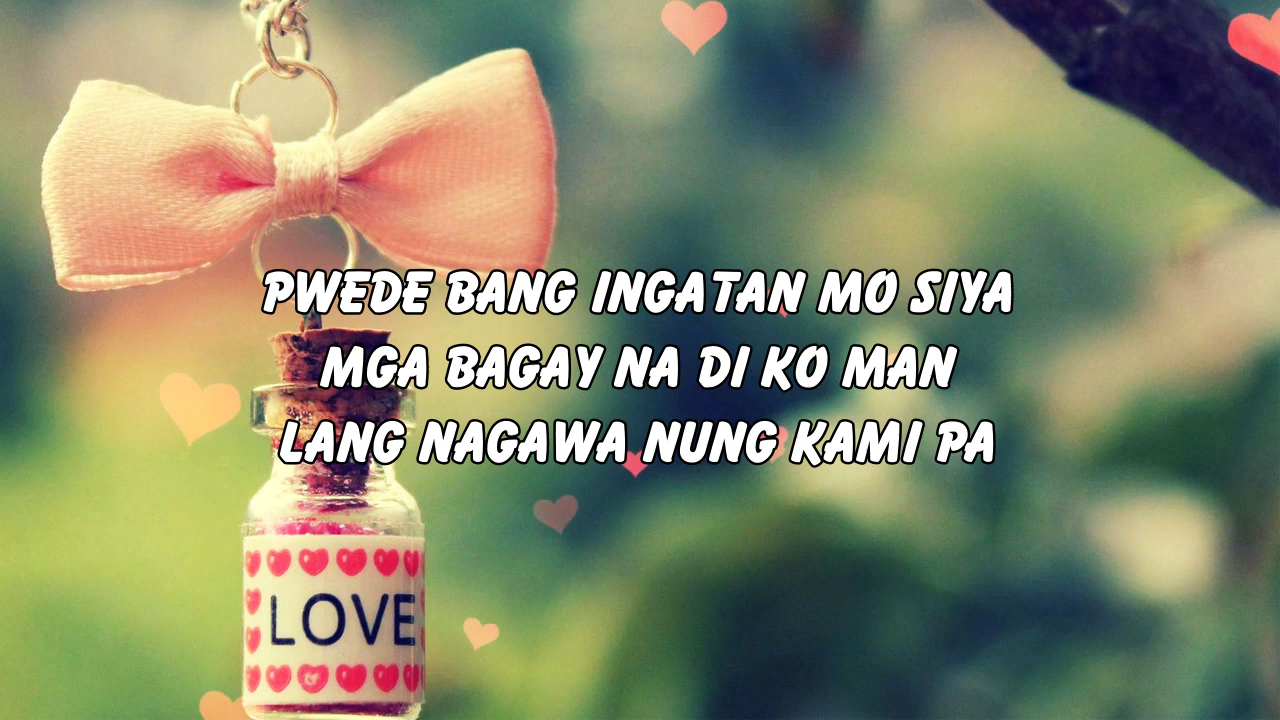 PWEDE BANG INGATAN MO SIYA
MGA BAGAY NA DI KO MAN
LANG NAGAWA NUNG KAMI PA
LOVE